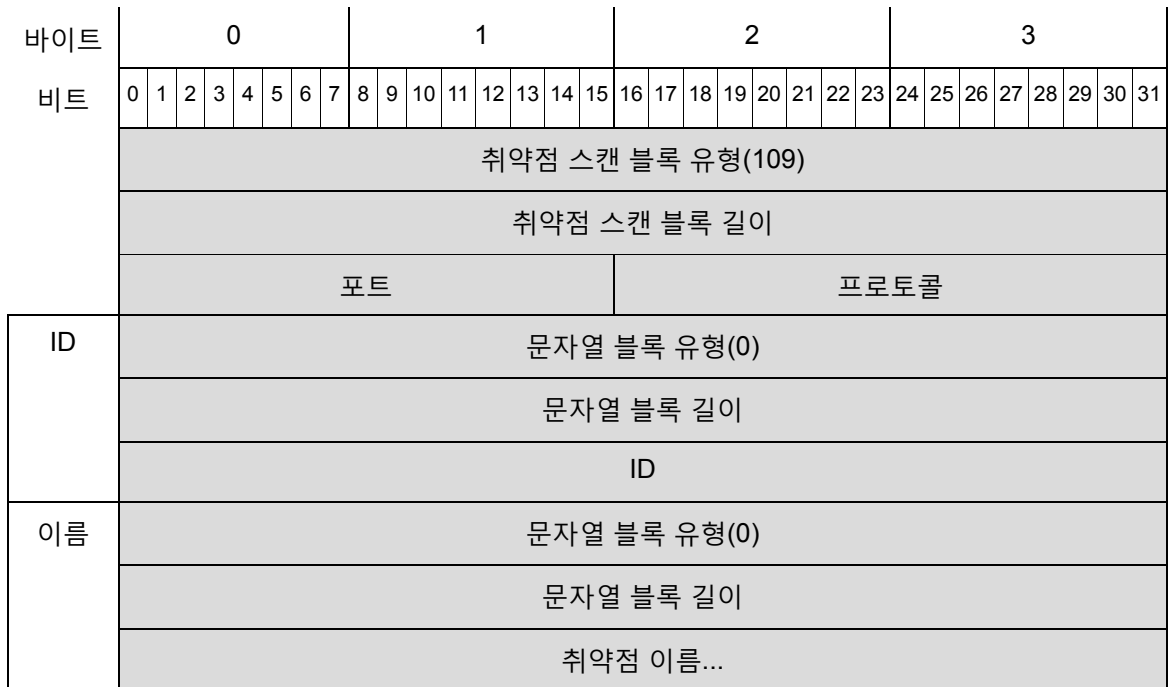 바이트 0 1 2 3
비트 0 1 2 3 4 5 6 7 8 9 10 11 12 13 14 15 16 17 18 19 20 21 22 23 24 25 26 27 28 29 30 31
취약점 스캔 블록 유형(109)
취약점 스캔 블록 길이
포트 프로토콜
ID 문자열 블록 유형(0)
문자열 블록 길이
ID
이름 문자열 블록 유형(0)
문자열 블록 길이
취약점 이름...